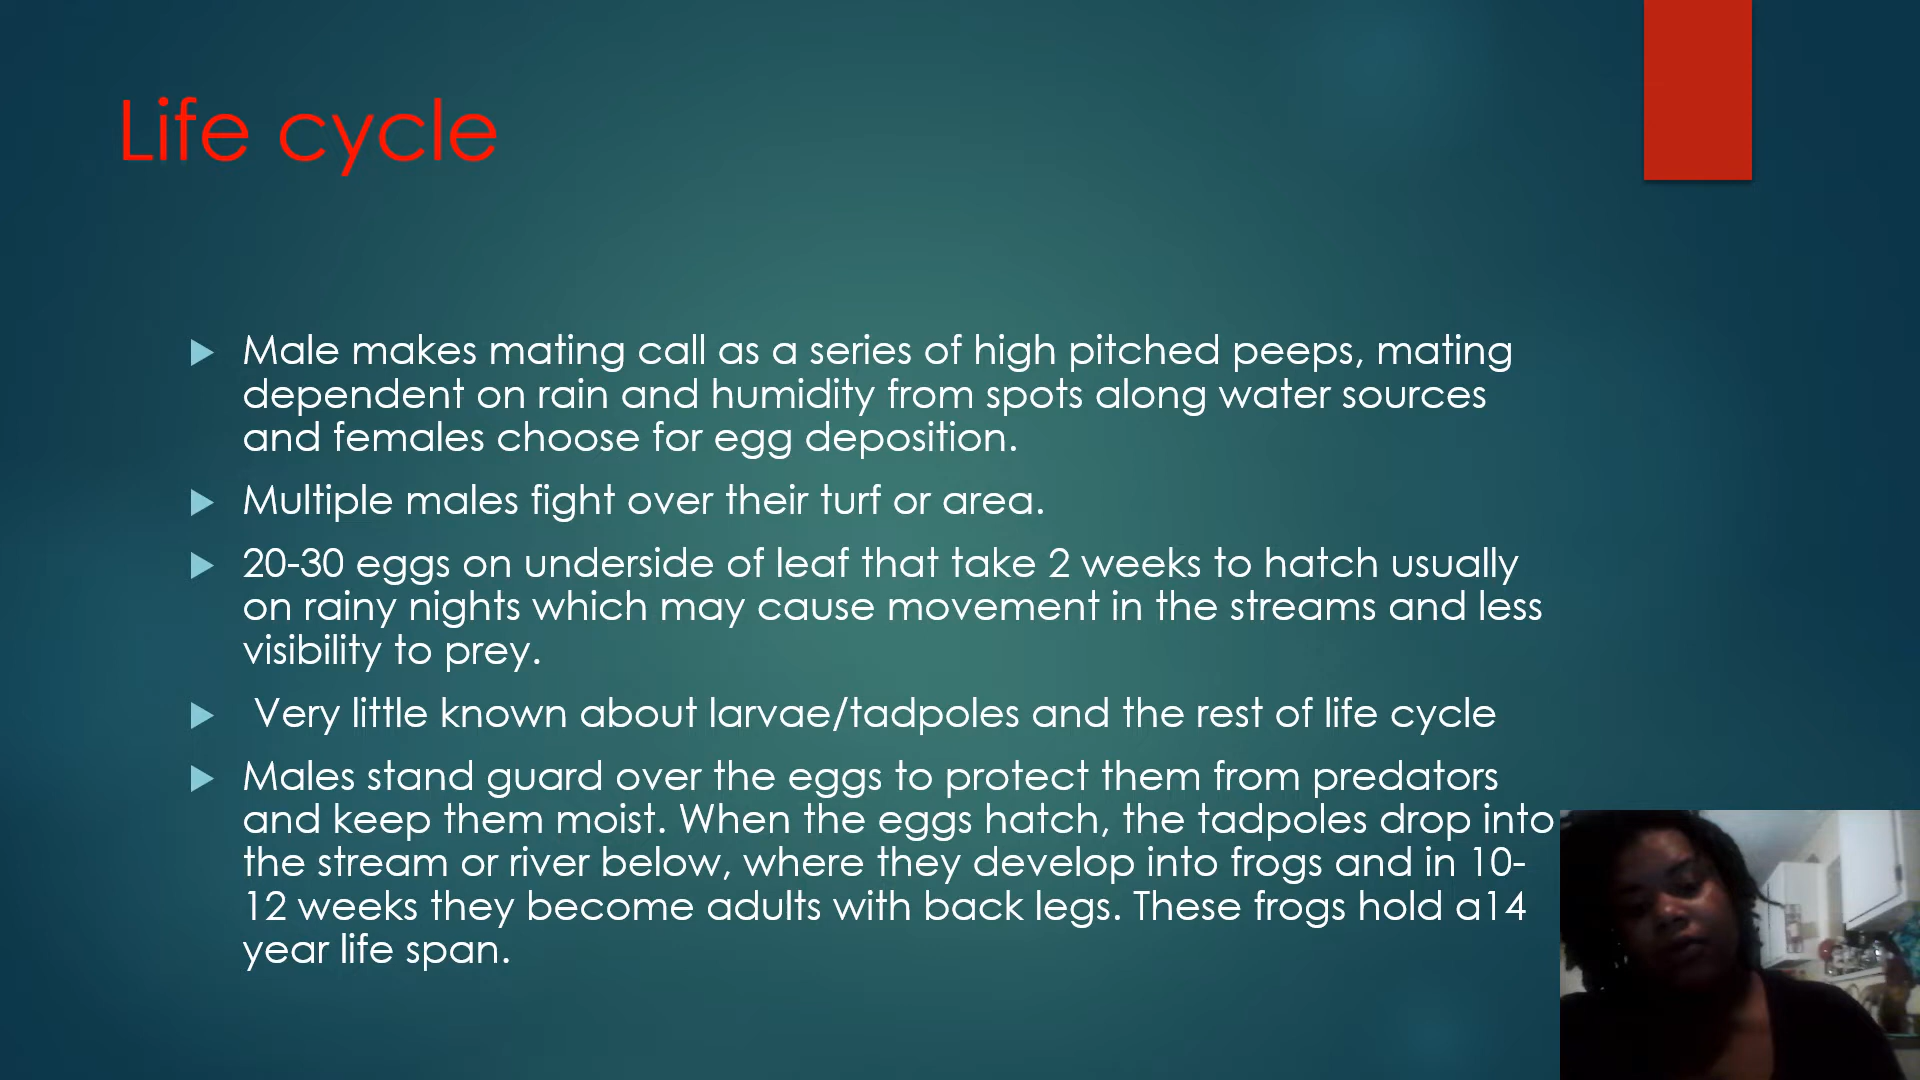 Life cycle
Male makes mating call as a series of high pitched peeps, mating
dependent on rain and humidity from spots along water sources
and females choose for egg deposition.
Multiple males fight over their turf or area.
20-30 eggs on underside of leaf that take 2 weeks to hatch usually
on rainy nights which may cause movement in the streams and less
visibility to prey.
Very little known about larvae/tadpoles and the rest of life cycle
Males stand guard over the eggs to protect them from predators
and keep them moist. When the eggs hatch, the tadpoles drop into
the stream or river below, where they develop into frogs and in 10-
12 weeks they become adults with back legs. These frogs hold a14
year life span.